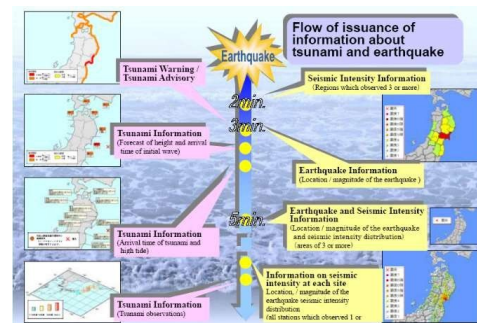 Flow of issuance of
information about
tsunami and earthquake
Earthquake
Tsunami Warning /
Tsunami Advisory
Seismic Intensity Information
(Regions which observed 3 or more)
2min.
3min.
Tsunami Information
(Forecast of height and arrival
time of initial wave)
Earthquake Information
(Location / magnitude of the earthquake )
Tsunami Information
(Arrival time of tsunami and
high tide)
5min.
Earthquake and Seismic Intensity
Information
(Location / magnitude of the earthquake
and seismic intensity distribution)
(areas of 3 or more)
Tsunami Information
(Tsunami observations)
Information on seismic
intensity at each site
Location / magnitude of
the earthquake seismic intensity
distribution
(all stations which observed 1 or